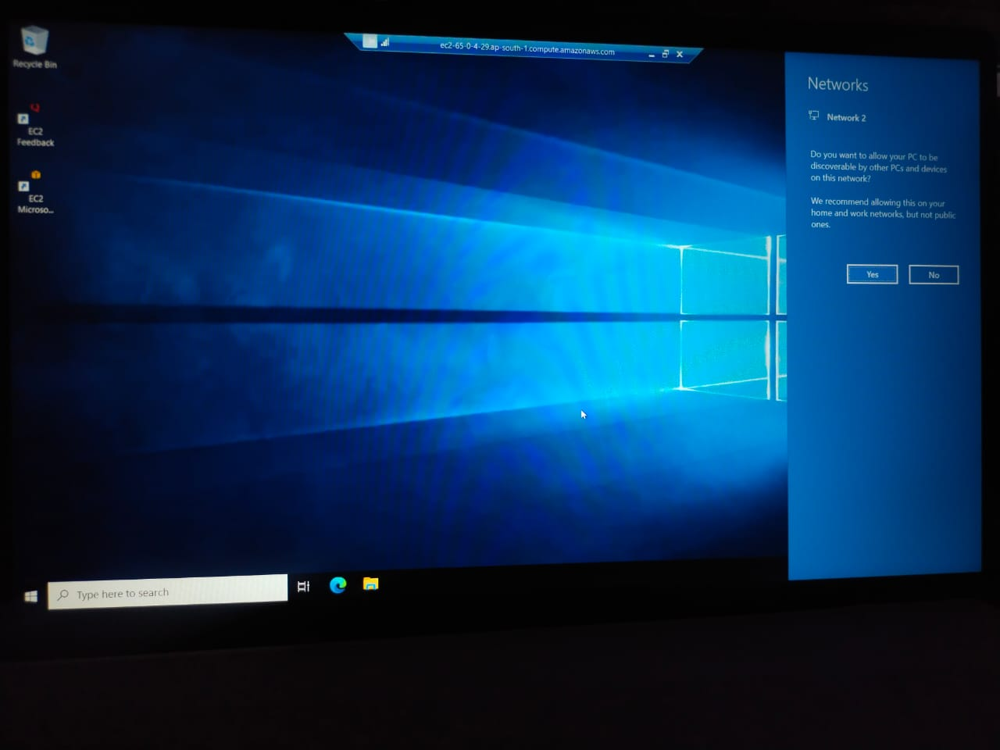 Recycle Bin
EC2
Feedback
EC2
Microso...
ec2-65-0-4-29.ap-south-1.compute.amazonaws.com
Networks
Network 2
Do you want to allow your PC to be
discoverable by other PCs and devices
on this network?
We recommend allowing this on your
home and work networks, but not public
ones.
Yes
No
Type here to search